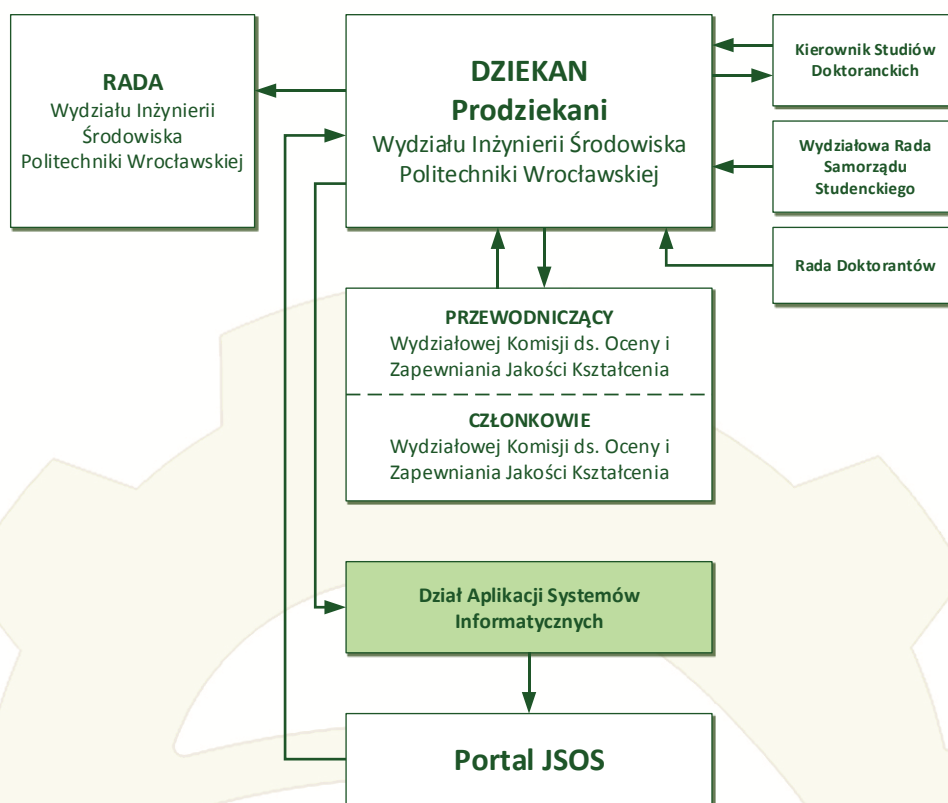 RADA
Wydziału Inżynierii
Środowiska
Politechniki Wrocławskiej
DZIEKAN
Prodziekani
Wydziału Inżynierii Środowiska
Politechniki Wrocławskiej
Kierownik Studiów
Doktoranckich
Wydziałowa Rada
Samorządu
Studenckiego
Rada Doktorantów
PRZEWODNICZĄCY
Wydziałowej Komisji ds. Oceny i
Zapewniania Jakości Kształcenia
CZŁONKOWIE
Wydziałowej Komisji ds. Oceny i
Zapewniania Jakości Kształcenia
Dział Aplikacji Systemów
Informatycznych
Portal JSOS